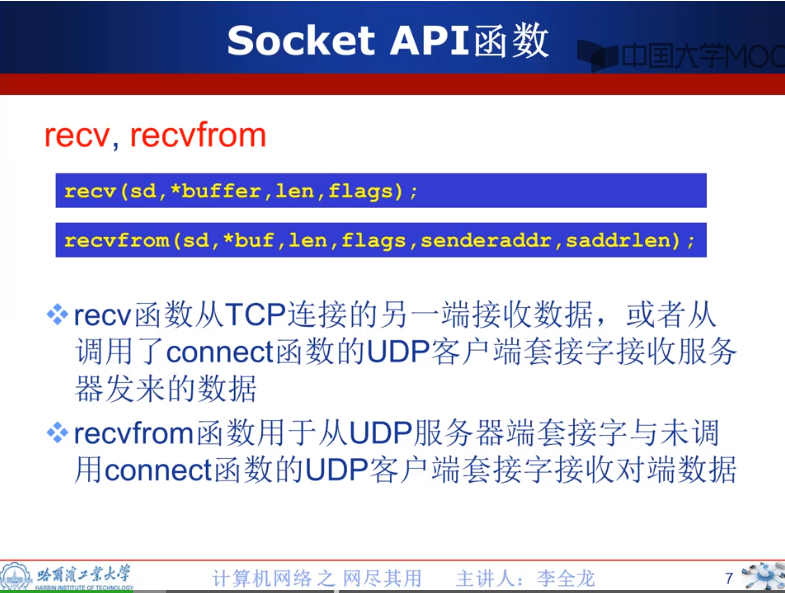 Socket API函数
中国大学MOO
recv, recvfrom
recv(sd,*buffer,len,flags);
recvfrom(sd,*buf,len,flags,senderaddr,saddrlen);
recv函数从TCP连接的另一端接收数据，或者从
调用了connect函数的UDP客户端套接字接收服务
器发来的数据
recvfrom函数用于从UDP服务器端套接字与未调
用connect函数的UDP客户端套接字接收对端数据
哈爾濱工業大學
HARBIN INSTITUTE OF TECHNOLOGY
计算机网络之 网尽其用 主讲人：李全龙
7